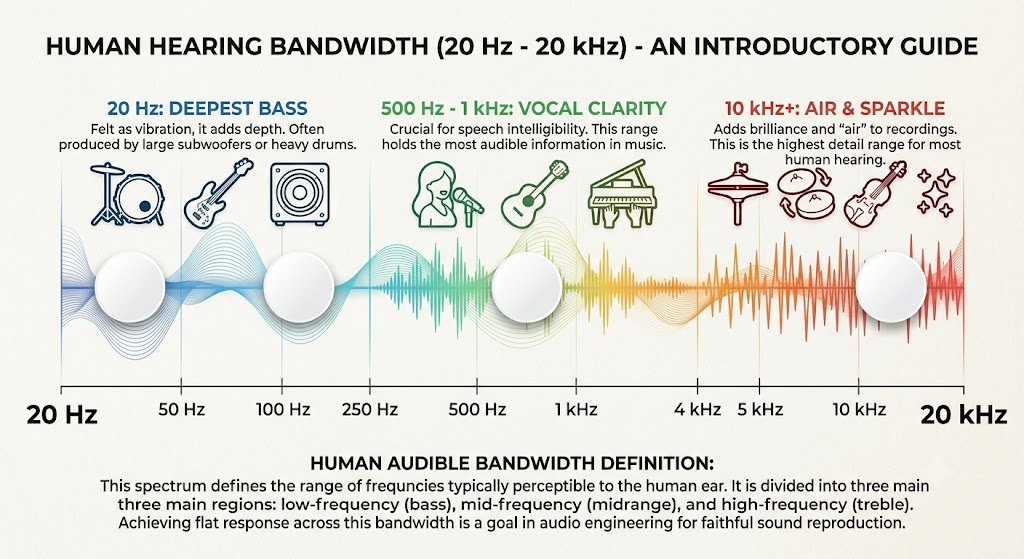 HUMAN HEARING BANDWIDTH (20 Hz - 20 kHz) - AN INTRODUCTORY GUIDE
20 Hz: DEEPEST BASS
Felt as vibration, it adds depth. Often
produced by large subwoofers or heavy drums.
500 Hz - 1 kHz: VOCAL CLARITY
Crucial for speech intelligibility. This range
holds the most audible information in music.
10 kHz+: AIR & SPARKLE
Adds brilliance and “air” to recordings.
This is the highest detail range for most
human hearing.
20 Hz
50 Hz
100 Hz
250 Hz
500 Hz
1 kHz
4 kHz
5 kHz
10 kHz
20 kHz
HUMAN AUDIBLE BANDWIDTH DEFINITION:
This spectrum defines the range of frequncies typically perceptible to the human ear. It is divided into three main
three main regions: low-frequency (bass), mid-frequency (midrange), and high-frequency (treble).
Achieving flat response across this bandwidth is a goal in audio engineering for faithful sound reproduction.